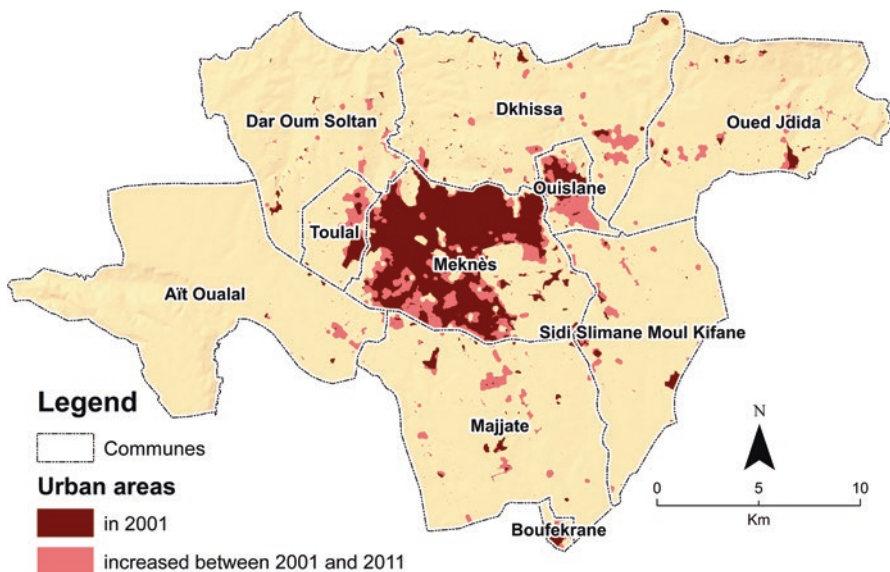 Dkhissa
Dar Oum Soltan
Oued Jdida
Ouislane
Toulal
Meknès
Aït Oualal
Sidi Slimane Moul Kifane
Legend
Majjate
N
Communes
Urban areas
0 5 10
Km
in 2001
Boufekrane
increased between 2001 and 2011